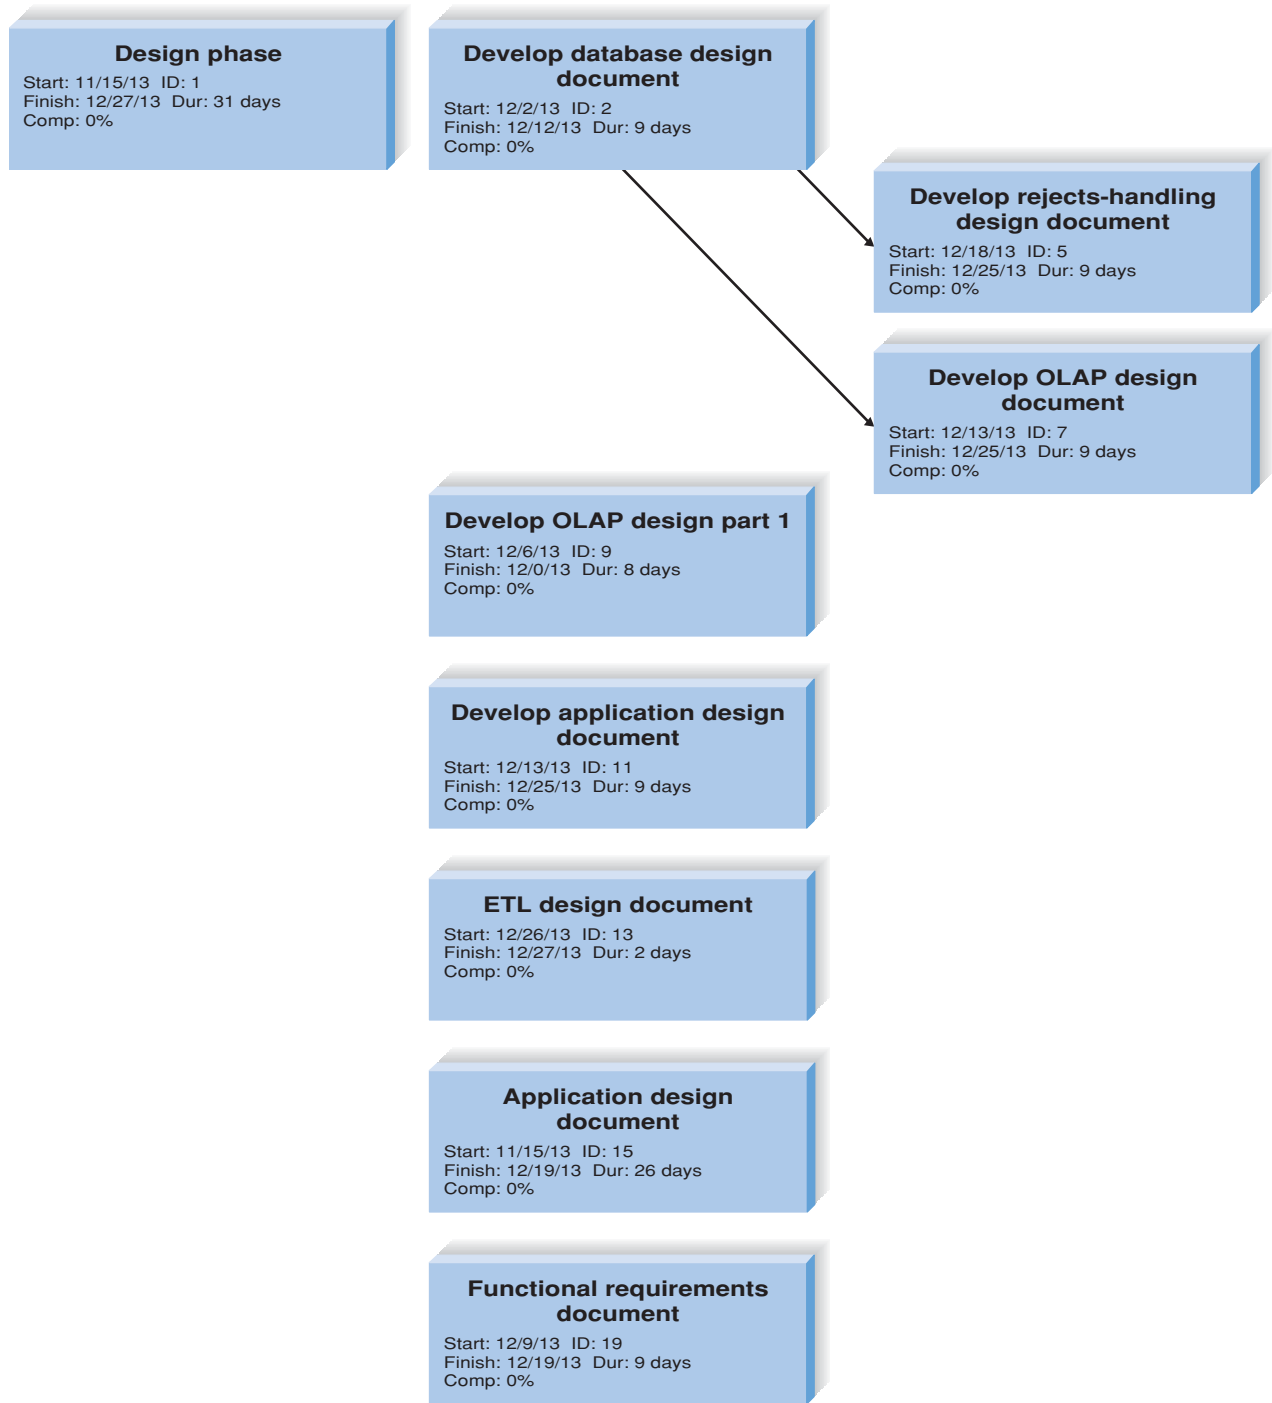 Design phase
Start: 11/15/13 ID: 1
Finish: 12/27/13 Dur: 31 days
Comp: 0%
Develop database design
document
Start: 12/2/13 ID: 2
Finish: 12/12/13 Dur: 9 days
Comp: 0%
Develop rejects-handling
design document
Start: 12/18/13 ID: 5
Finish: 12/25/13 Dur: 9 days
Comp: 0%
Develop OLAP design
document
Start: 12/13/13 ID: 7
Finish: 12/25/13 Dur: 9 days
Comp: 0%
Develop OLAP design part 1
Start: 12/6/13 ID: 9
Finish: 12/0/13 Dur: 8 days
Comp: 0%
Develop application design
document
Start: 12/13/13 ID: 11
Finish: 12/25/13 Dur: 9 days
Comp: 0%
ETL design document
Start: 12/26/13 ID: 13
Finish: 12/27/13 Dur: 2 days
Comp: 0%
Application design
document
Start: 11/15/13 ID: 15
Finish: 12/19/13 Dur: 26 days
Comp: 0%
Functional requirements
document
Start: 12/9/13 ID: 19
Finish: 12/19/13 Dur: 9 days
Comp: 0%